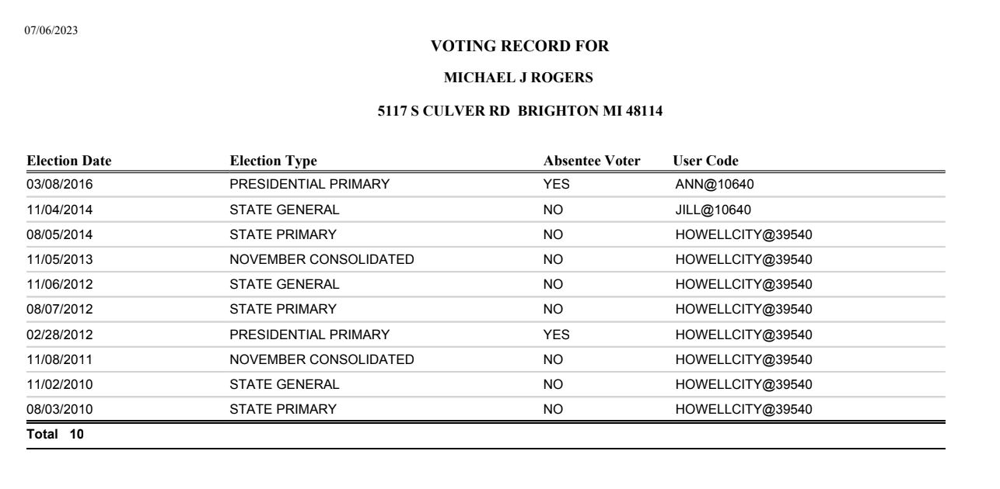 07/06/2023
VOTING RECORD FOR
MICHAEL J ROGERS
5117 S CULVER RD BRIGHTON MI 48114
Election Date Election Type Absentee Voter User Code
03/08/2016 PRESIDENTIAL PRIMARY YES ANN@10640
11/04/2014 STATE GENERAL NO JILL@10640
08/05/2014 STATE PRIMARY NO HOWELLCITY@39540
11/05/2013 NOVEMBER CONSOLIDATED NO HOWELLCITY@39540
11/06/2012 STATE GENERAL NO HOWELLCITY@39540
08/07/2012 STATE PRIMARY NO HOWELLCITY@39540
02/28/2012 PRESIDENTIAL PRIMARY YES HOWELLCITY@39540
11/08/2011 NOVEMBER CONSOLIDATED NO HOWELLCITY@39540
11/02/2010 STATE GENERAL NO HOWELLCITY@39540
08/03/2010 STATE PRIMARY NO HOWELLCITY@39540
Total 10